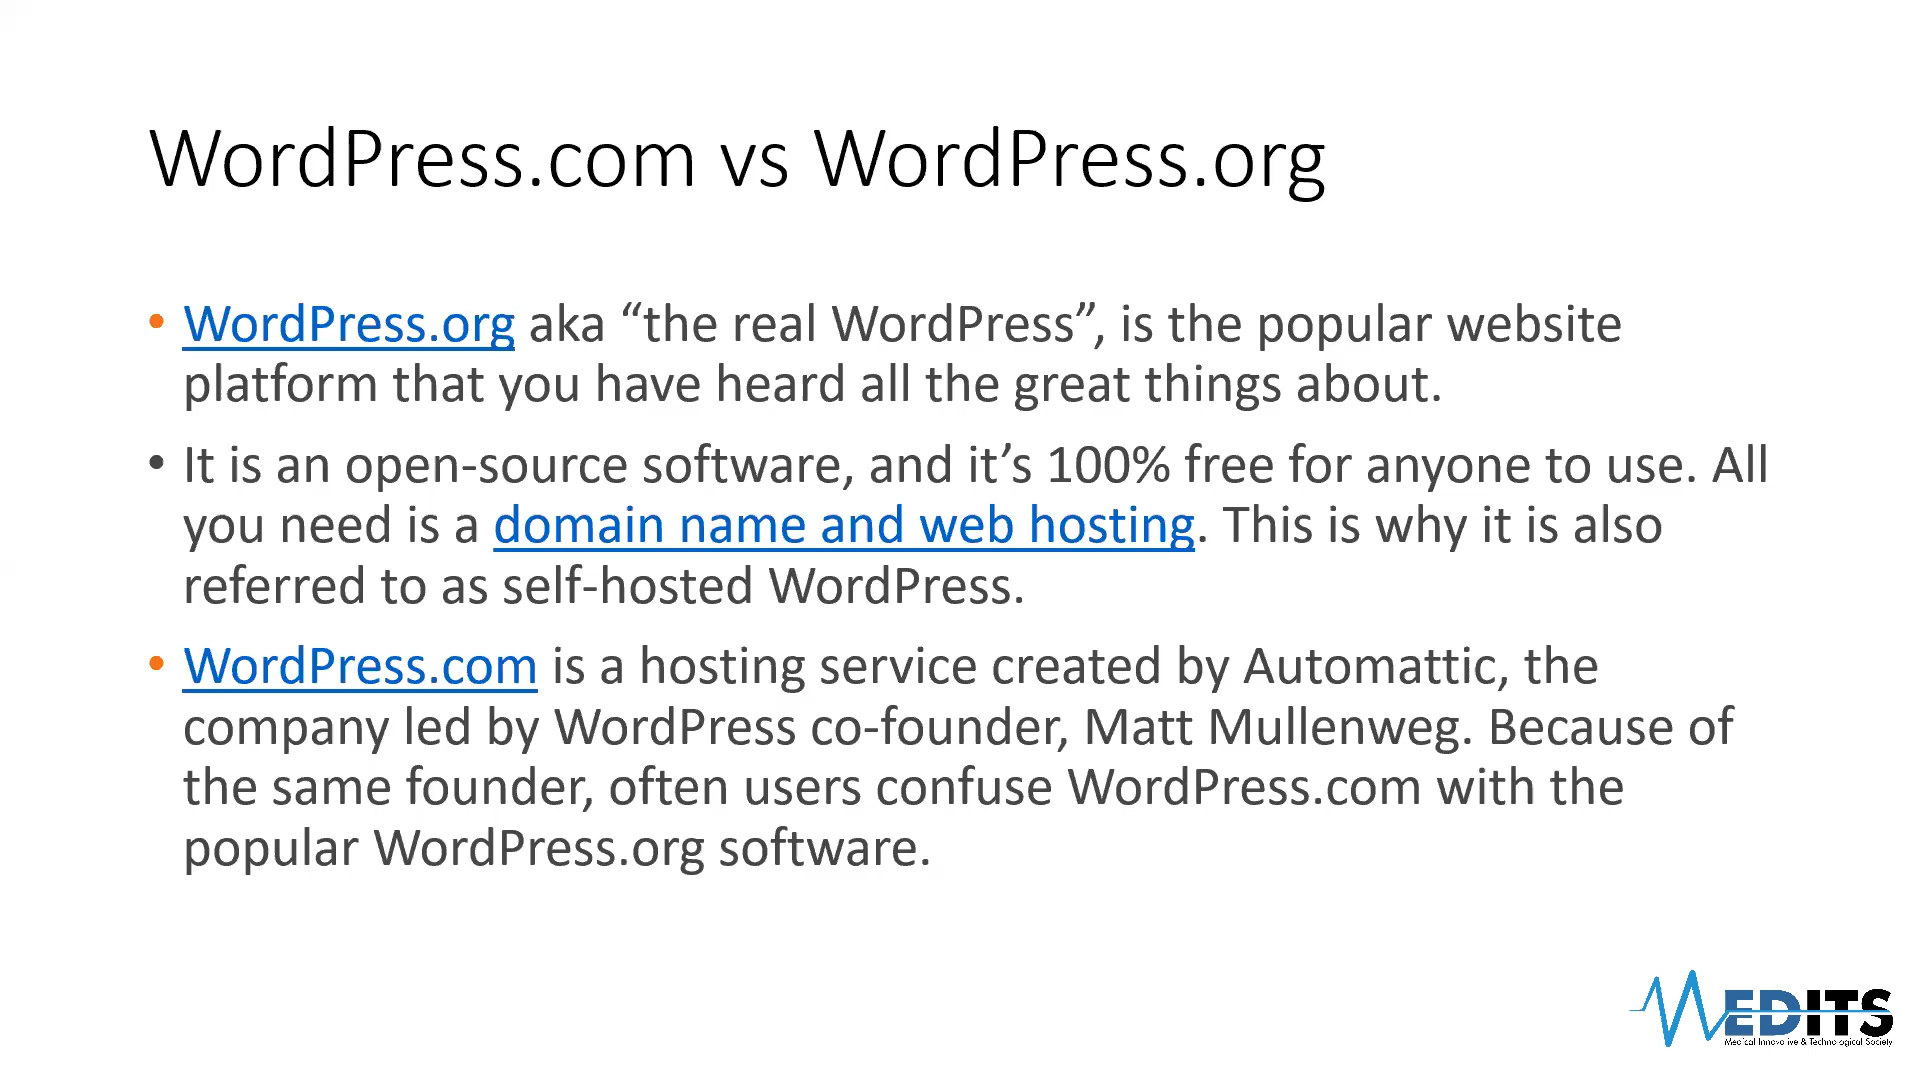 WordPress.com vs WordPress.org
• WordPress.org aka “the real WordPress”, is the popular website
platform that you have heard all the great things about.
• It is an open-source software, and it’s 100% free for anyone to use. All
you need is a domain name and web hosting. This is why it is also
referred to as self-hosted WordPress.
• WordPress.com is a hosting service created by Automattic, the
company led by WordPress co-founder, Matt Mullenweg. Because of
the same founder, often users confuse WordPress.com with the
popular WordPress.org software.
MEDITS
Medical Innovative & Technological Society